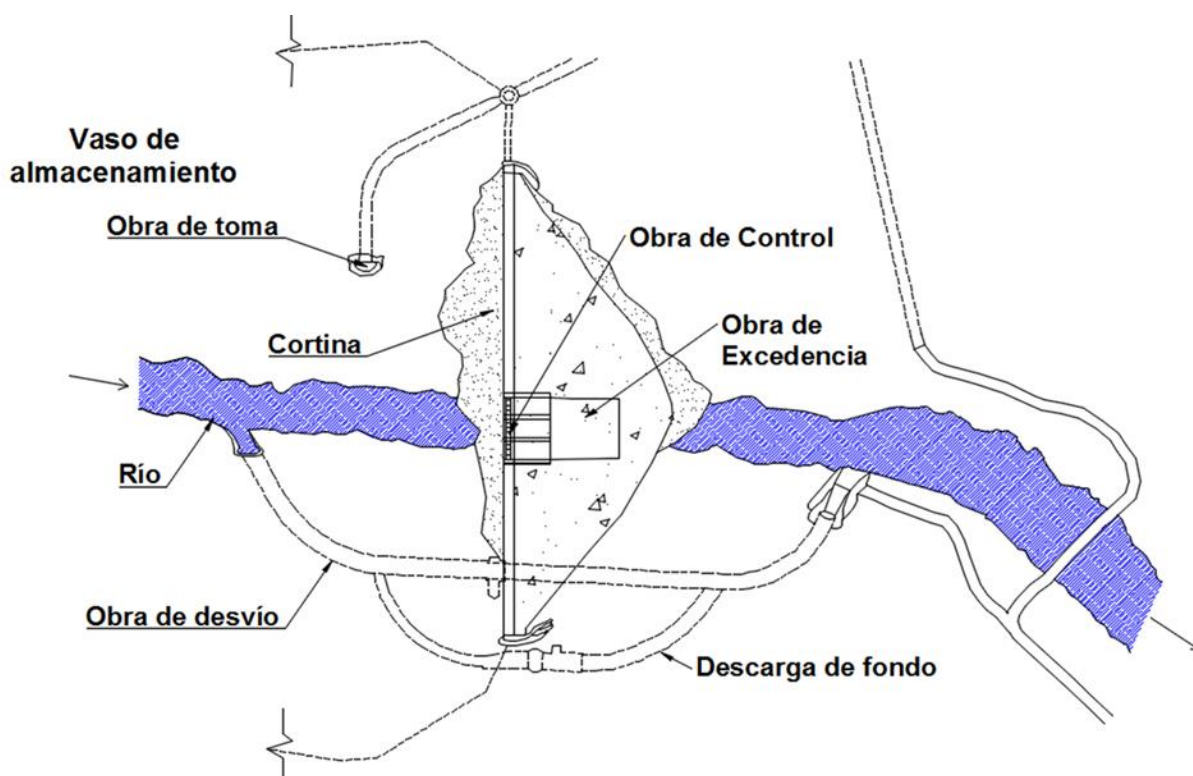 Vaso de
almacenamiento
Obra de toma
Obra de Control
Cortina
Obra de
Excedencia
Río
Obra de desvío
Descarga de fondo